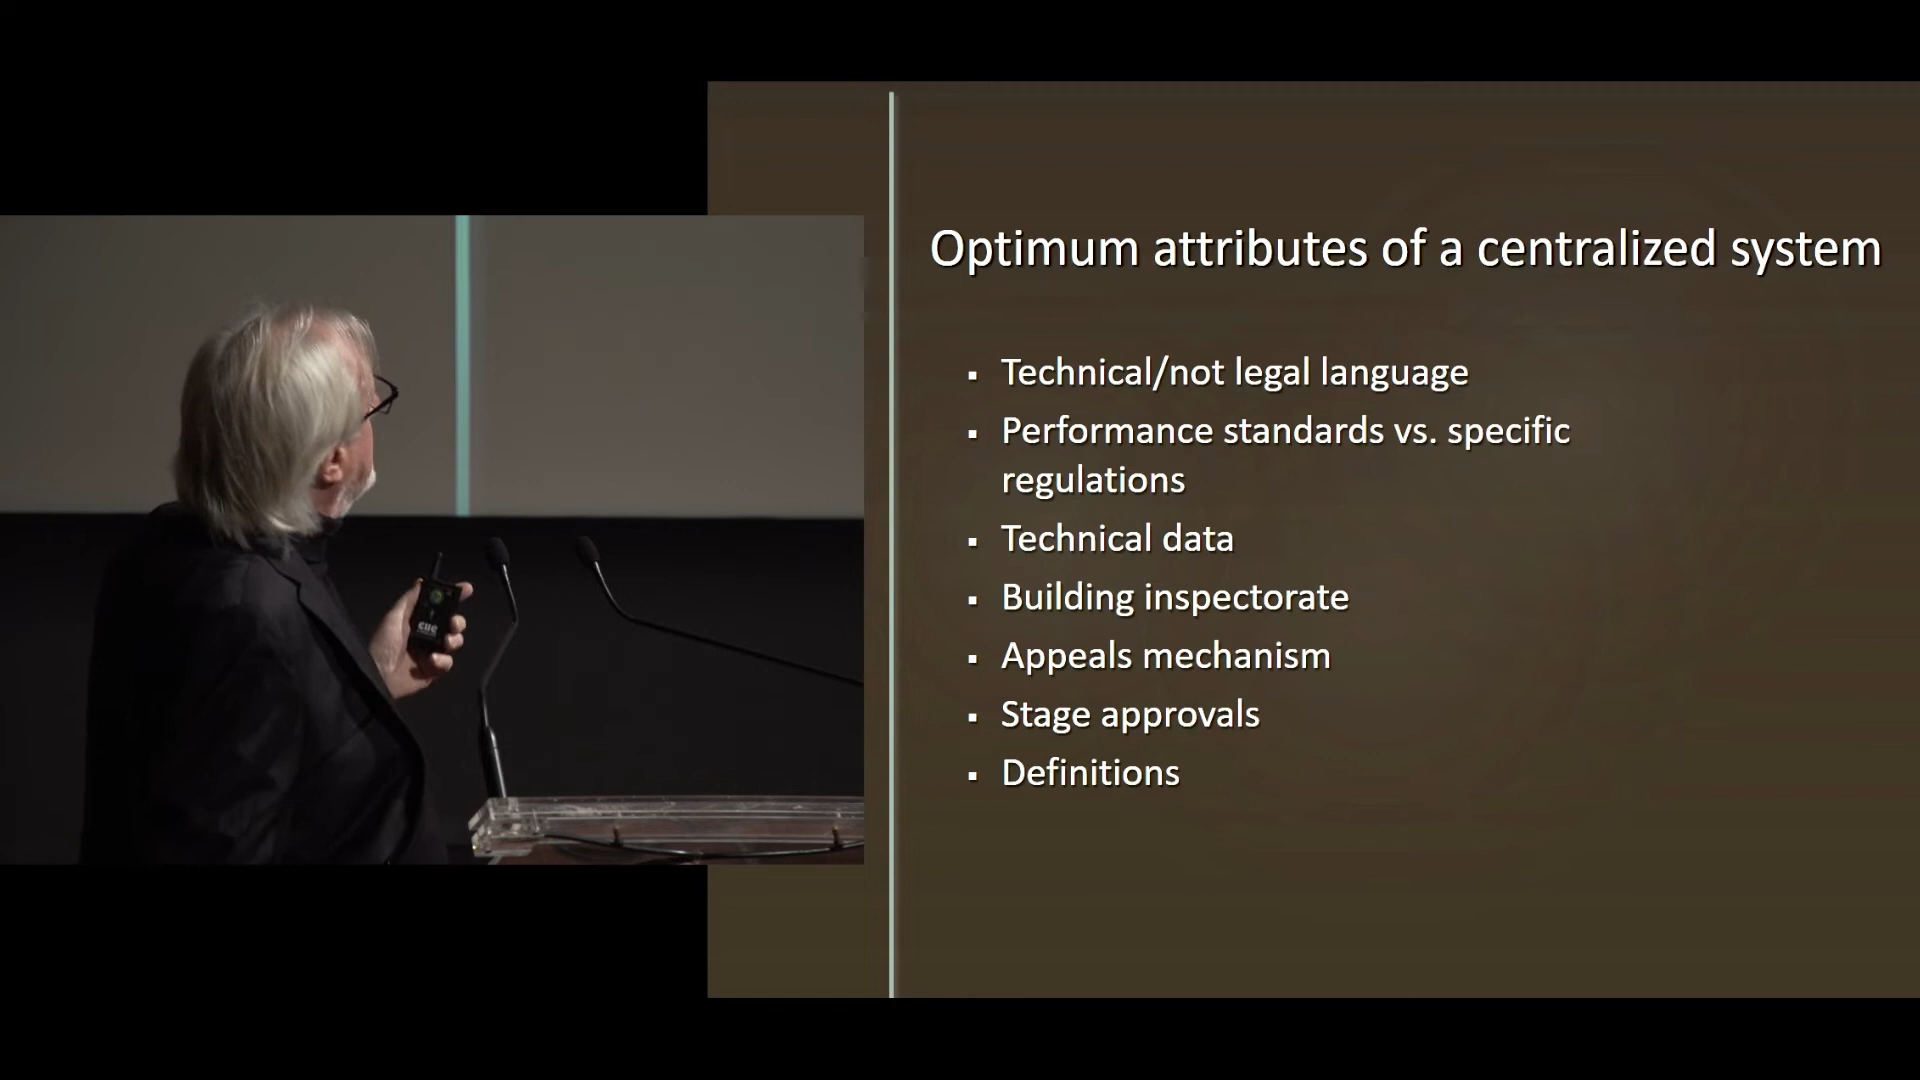 Optimum attributes of a centralized system
Technical/not legal language
Performance standards vs. specific
regulations
Technical data
Building inspectorate
Appeals mechanism
Stage approvals
Definitions
cue